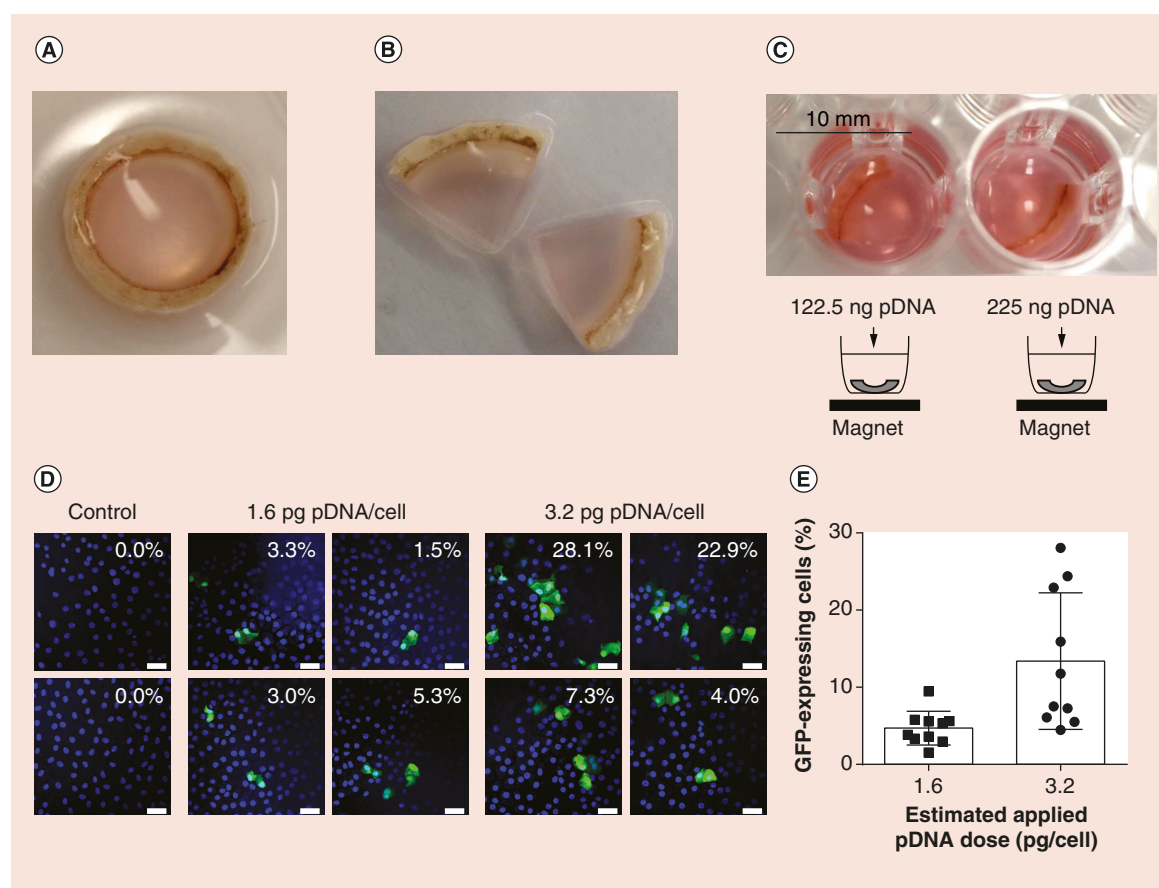 A
B
C
10 mm
122.5 ng pDNA
225 ng pDNA
Magnet
Magnet
D
Control
1.6 pg pDNA/cell
3.2 pg pDNA/cell
0.0%
3.3%
1.5%
28.1%
22.9%
0.0%
3.0%
5.3%
7.3%
4.0%
E
GFP-expressing cells (%)
30
20
10
0
1.6
3.2
Estimated applied
pDNA dose (pg/cell)